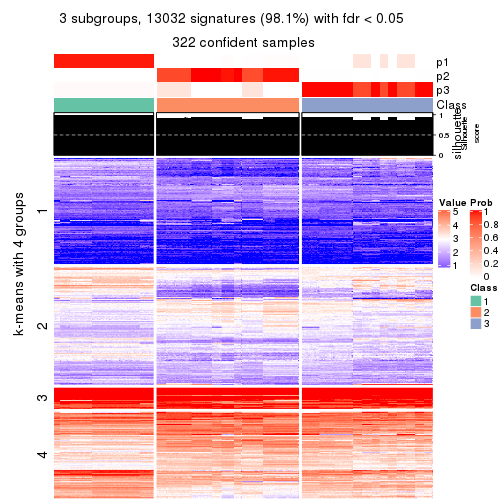 3 subgroups, 13032 signatures (98.1%) with fdr < 0.05
322 confident samples
p1
p2
p3
Class
silhouette
Silhouette
score
1
0.5
0
k-means with 4 groups
1
2
3
4
Value
5
4
3
2
1
Prob
1
0.8
0.6
0.4
0.2
0
Class
1
2
3